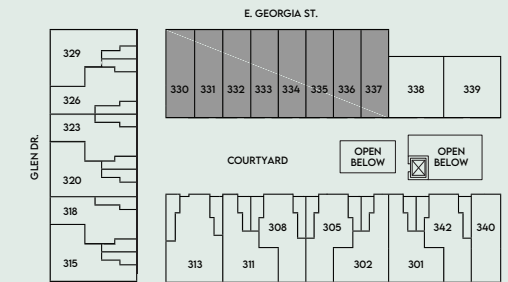 E. GEORGIA ST.
GLEN DR.
329
326
323
320
318
315
330 331 332 333 334 335 336 337 338 339
COURTYARD
OPEN
BELOW
OPEN
BELOW
308 305 342 340
313 311 302 301